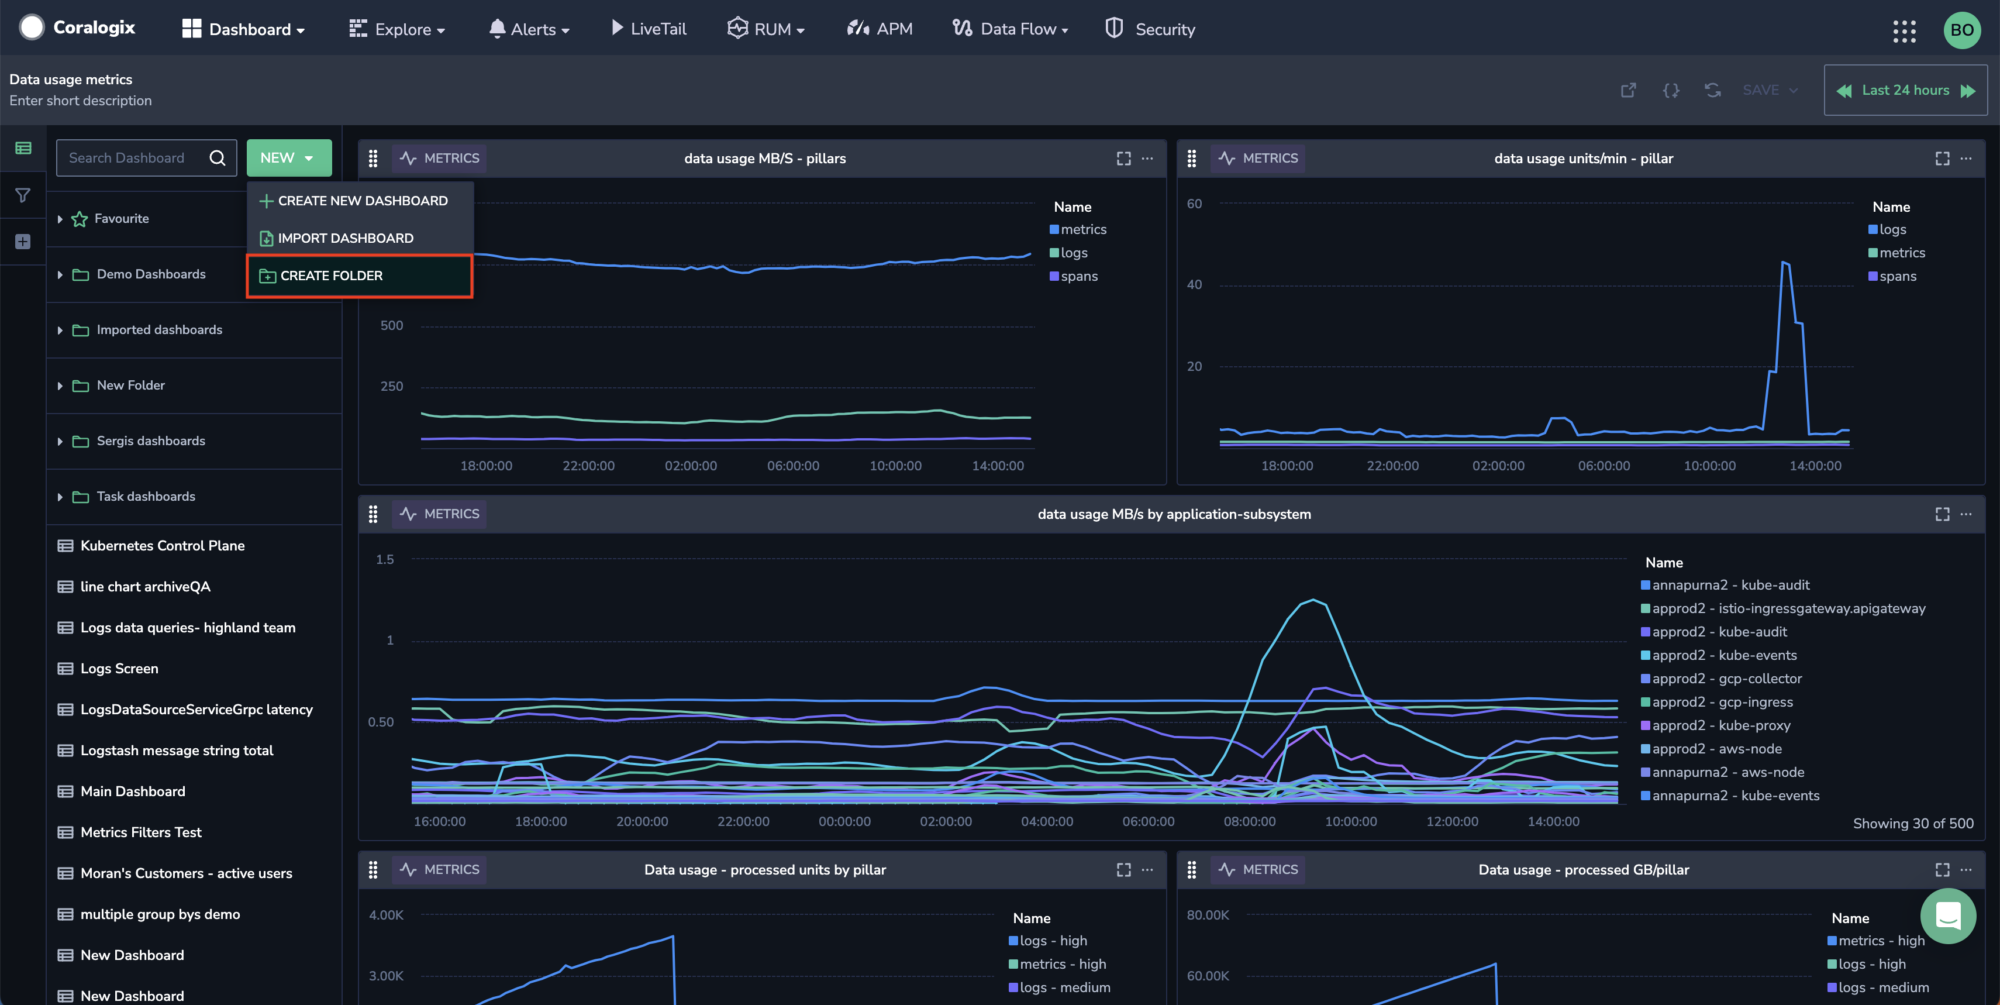 Coralogix
Dashboard
Explore
Alerts
LiveTail
RUM
APM
Data Flow
Security
BO
Data usage metrics
Enter short description
SAVE
Last 24 hours
Search Dashboard
NEW
CREATE NEW DASHBOARD
IMPORT DASHBOARD
CREATE FOLDER
Favourite
Demo Dashboards
Imported dashboards
New Folder
Sergis dashboards
Task dashboards
Kubernetes Control Plane
line chart archiveQA
Logs data queries- highland team
Logs Screen
LogsDataSourceServiceGrpc latency
Logstash message string total
Main Dashboard
Metrics Filters Test
Moran's Customers - active users
multiple group bys demo
New Dashboard
New Dashboard
METRICS
data usage MB/S - pillars
500
250
18:00:00 22:00:00 02:00:00 06:00:00 10:00:00 14:00:00
Name
metrics
logs
spans
METRICS
data usage units/min - pillar
60
40
20
18:00:00 22:00:00 02:00:00 06:00:00 10:00:00 14:00:00
Name
logs
metrics
spans
METRICS
data usage MB/s by application-subsystem
1.5
1
0.50
16:00:00 18:00:00 20:00:00 22:00:00 00:00:00 02:00:00 04:00:00 06:00:00 08:00:00 10:00:00 12:00:00 14:00:00
Name
annapurna2 - kube-audit
approd2 - istio-ingressgateway.apigateway
approd2 - kube-audit
approd2 - kube-events
approd2 - gcp-collector
approd2 - gcp-ingress
approd2 - kube-proxy
approd2 - aws-node
annapurna2 - aws-node
annapurna2 - kube-events
Showing 30 of 500
METRICS
Data usage - processed units by pillar
4.00K
3.00K
Name
logs - high
metrics - high
logs - medium
METRICS
Data usage - processed GB/pillar
80.00K
60.00K
Name
metrics - high
logs - high
logs - medium